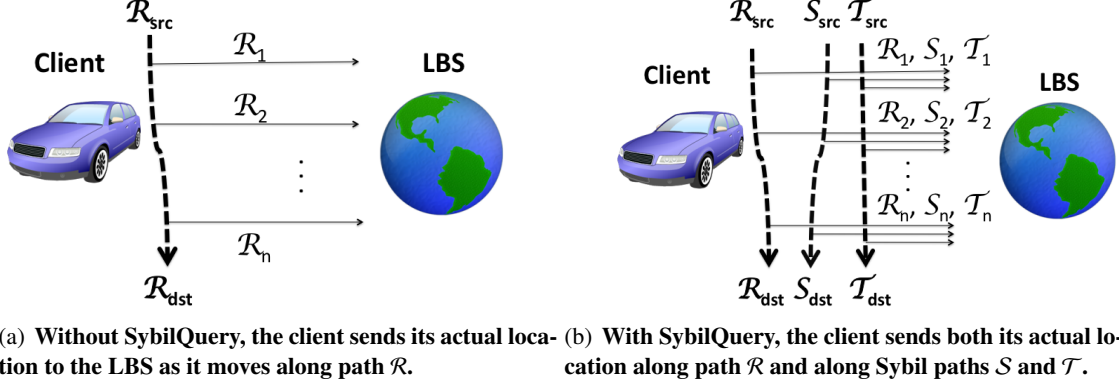 R_src
R_1
Client
LBS
R_2
⋮
R_n
R_dst
R_src S_src T_src
R_1, S_1, T_1
Client
LBS
R_2, S_2, T_2
⋮
R_n, S_n, T_n
R_dst S_dst T_dst
(a) Without SybilQuery, the client sends its actual loca-
tion to the LBS as it moves along path R.
(b) With SybilQuery, the client sends both its actual lo-
cation along path R and along Sybil paths S and T.